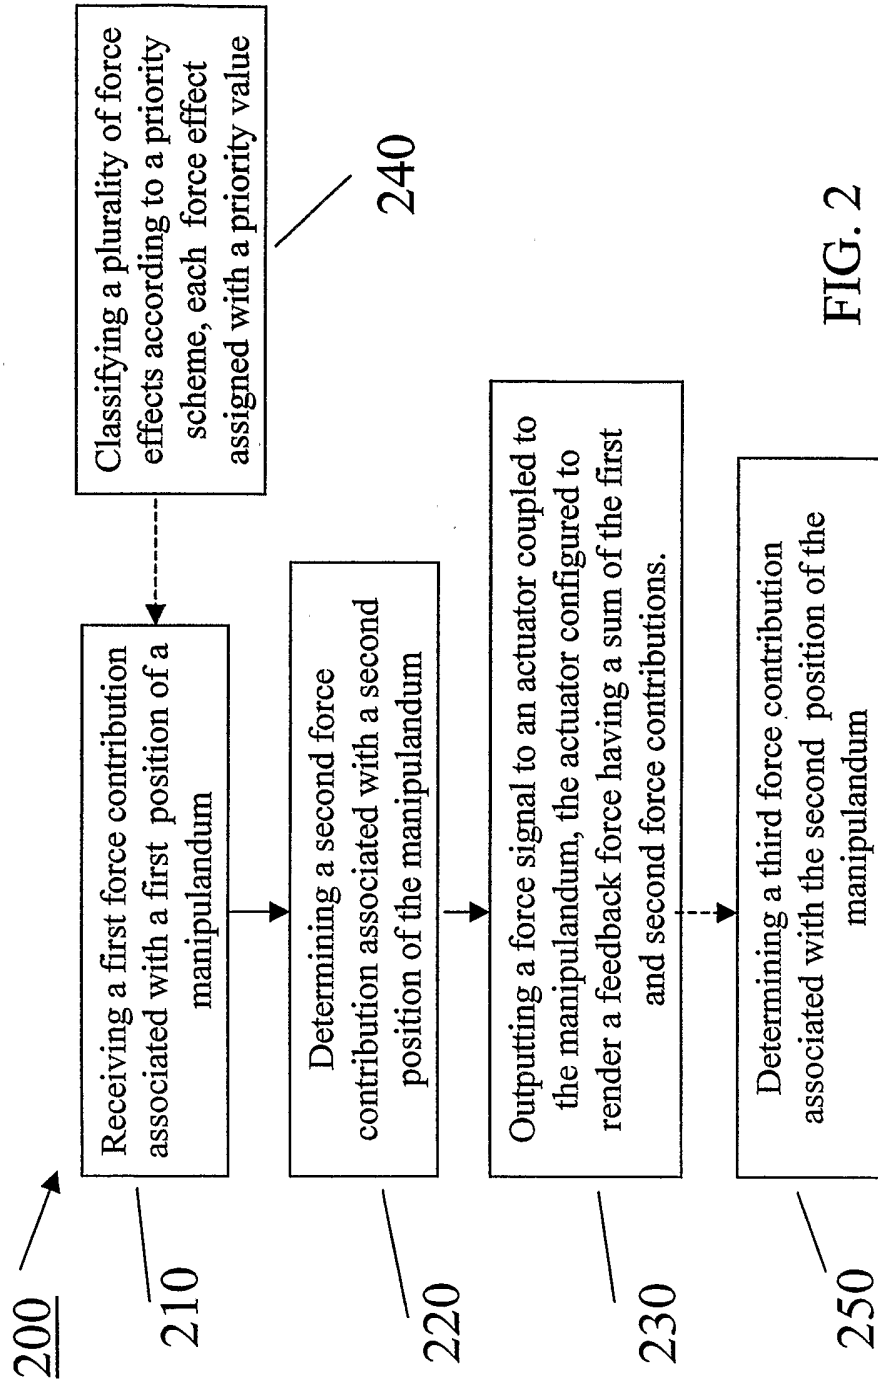 200
210
Receiving a first force contribution
associated with a first position of a
manipulandum
Classifying a plurality of force
effects according to a priority
scheme, each force effect
assigned with a priority value
240
220
Determining a second force
contribution associated with a second
position of the manipulandum
230
Outputting a force signal to an actuator coupled to
the manipulandum, the actuator configured to
render a feedback force having a sum of the first
and second force contributions.
250
Determining a third force contribution
associated with the second position of the
manipulandum
FIG. 2